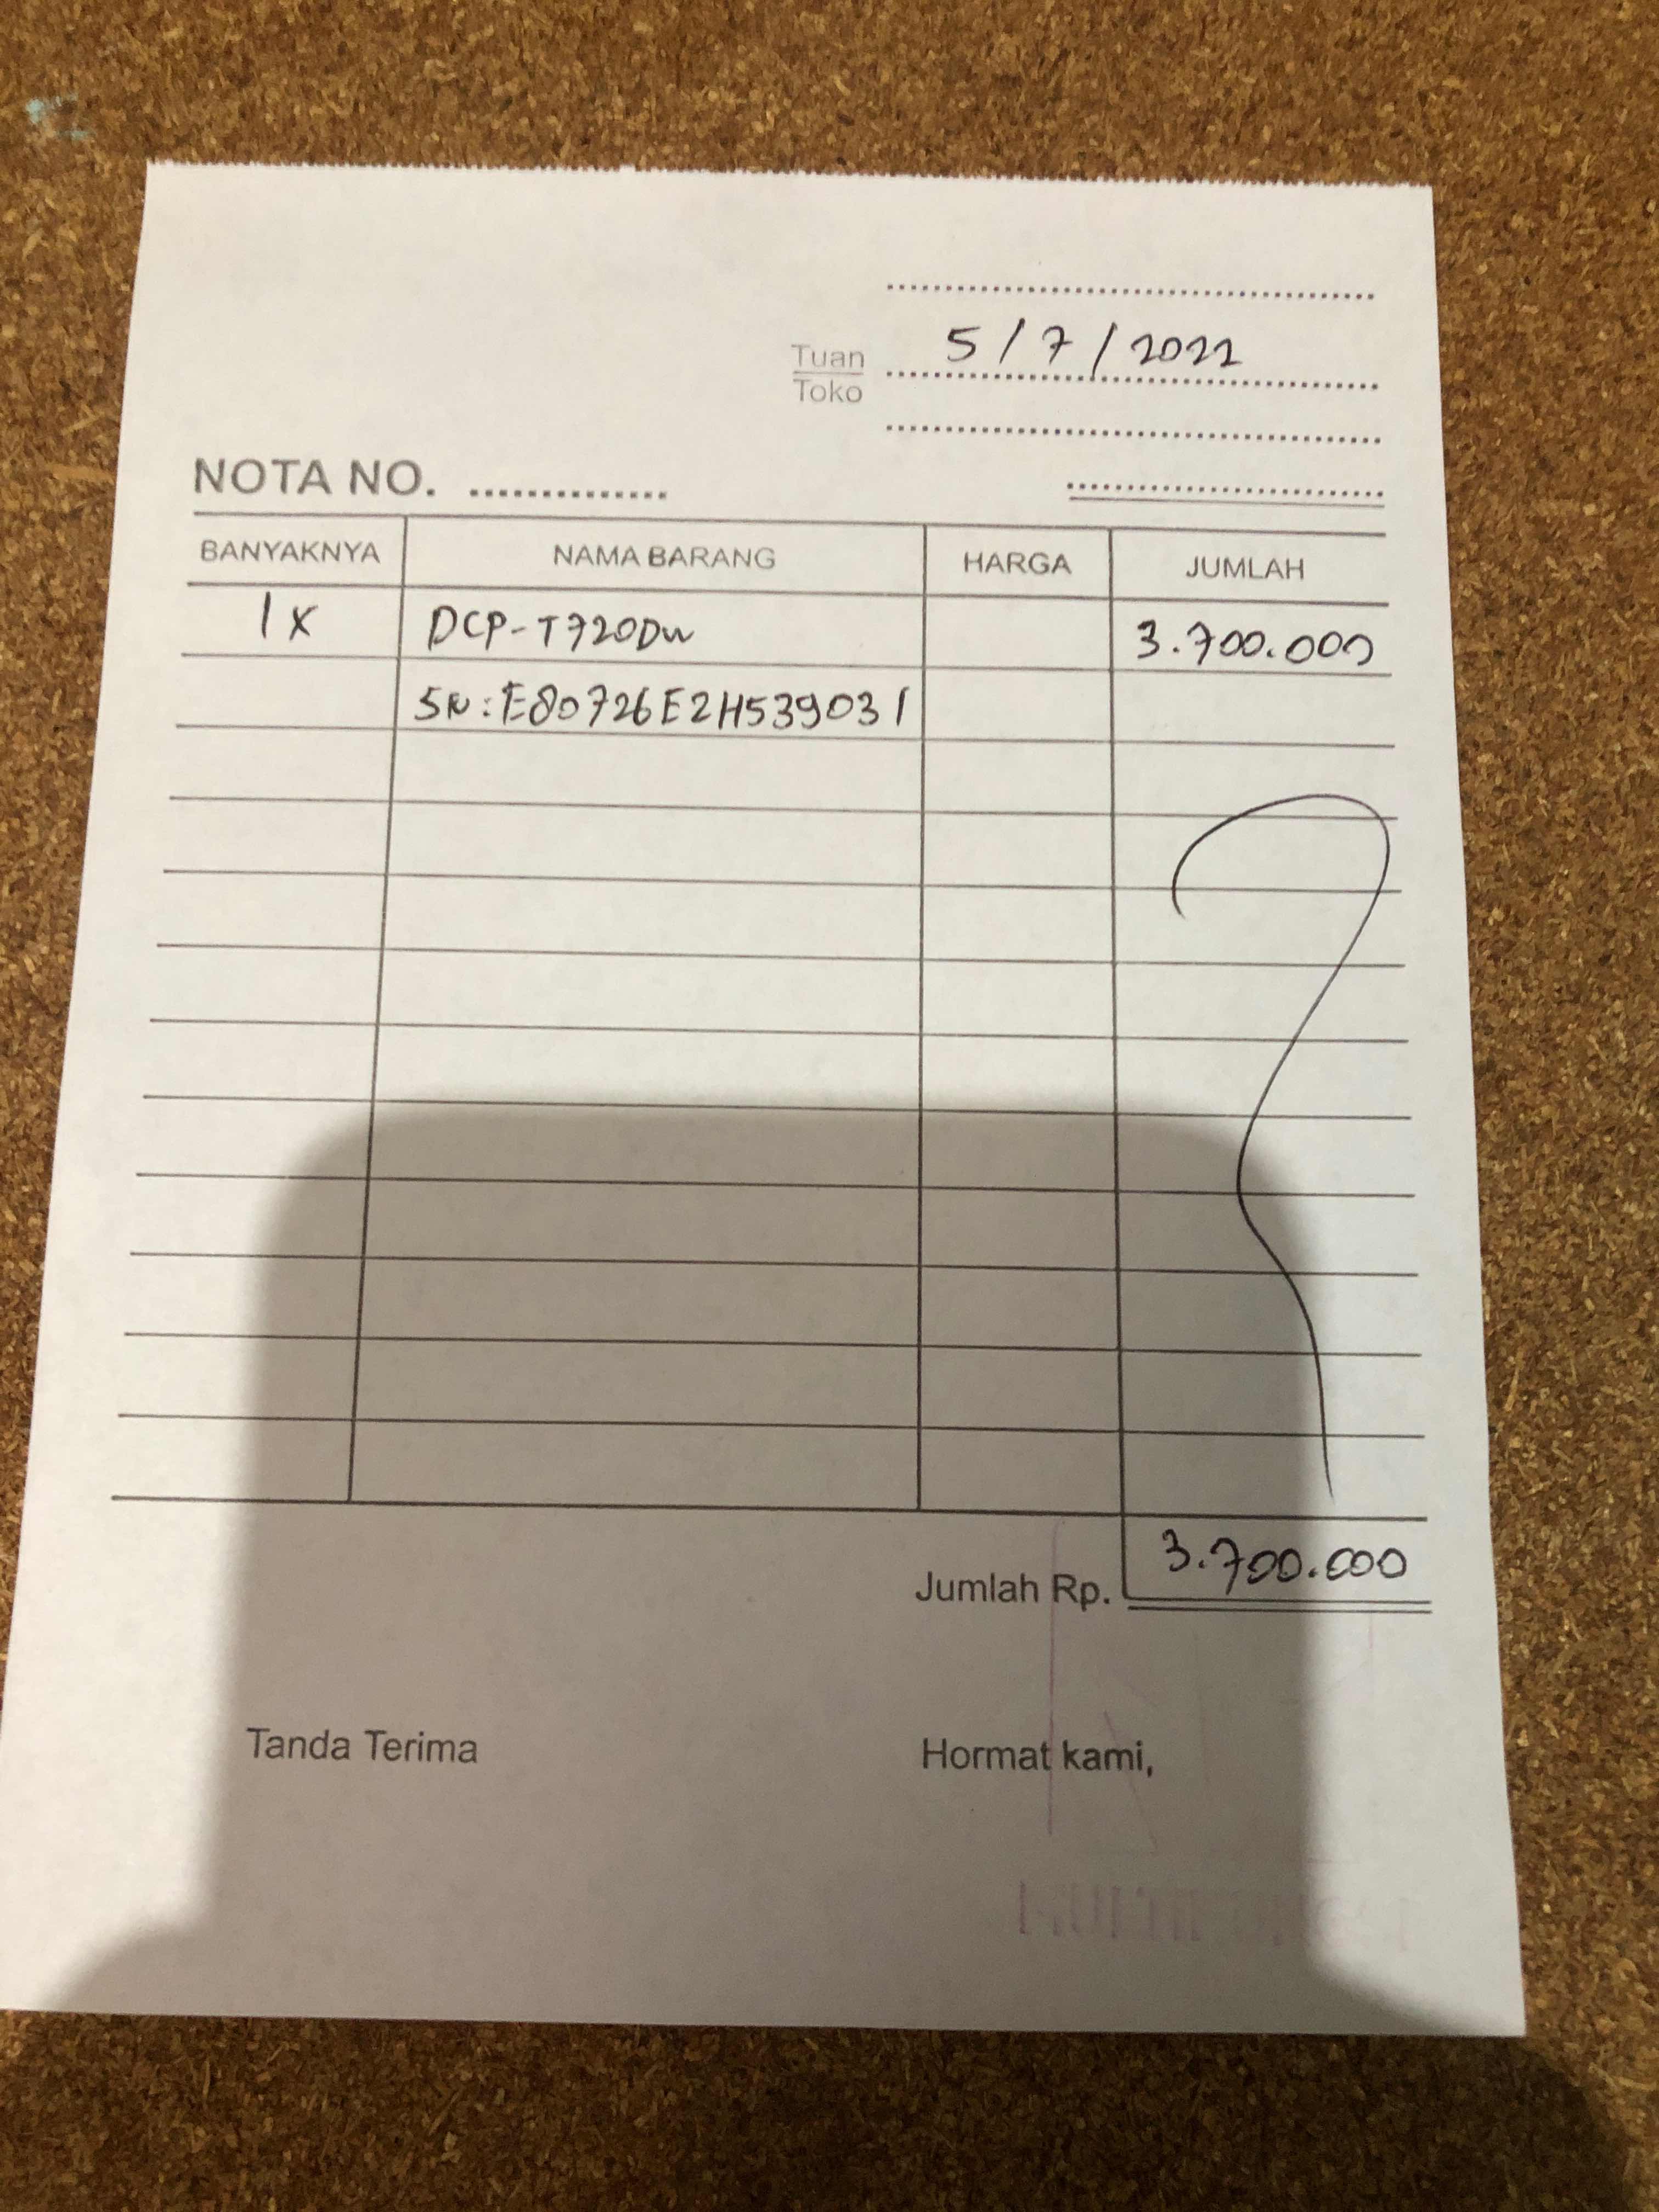 5/7/2022
Tuan
Toko
NOTA NO.
BANYAKNYA NAMA BARANG HARGA JUMLAH
1 X DCP-T720DW 3.700.000
SN: E80726E2H539031
Jumlah Rp. 3.700.000
Tanda Terima Hormat kami,